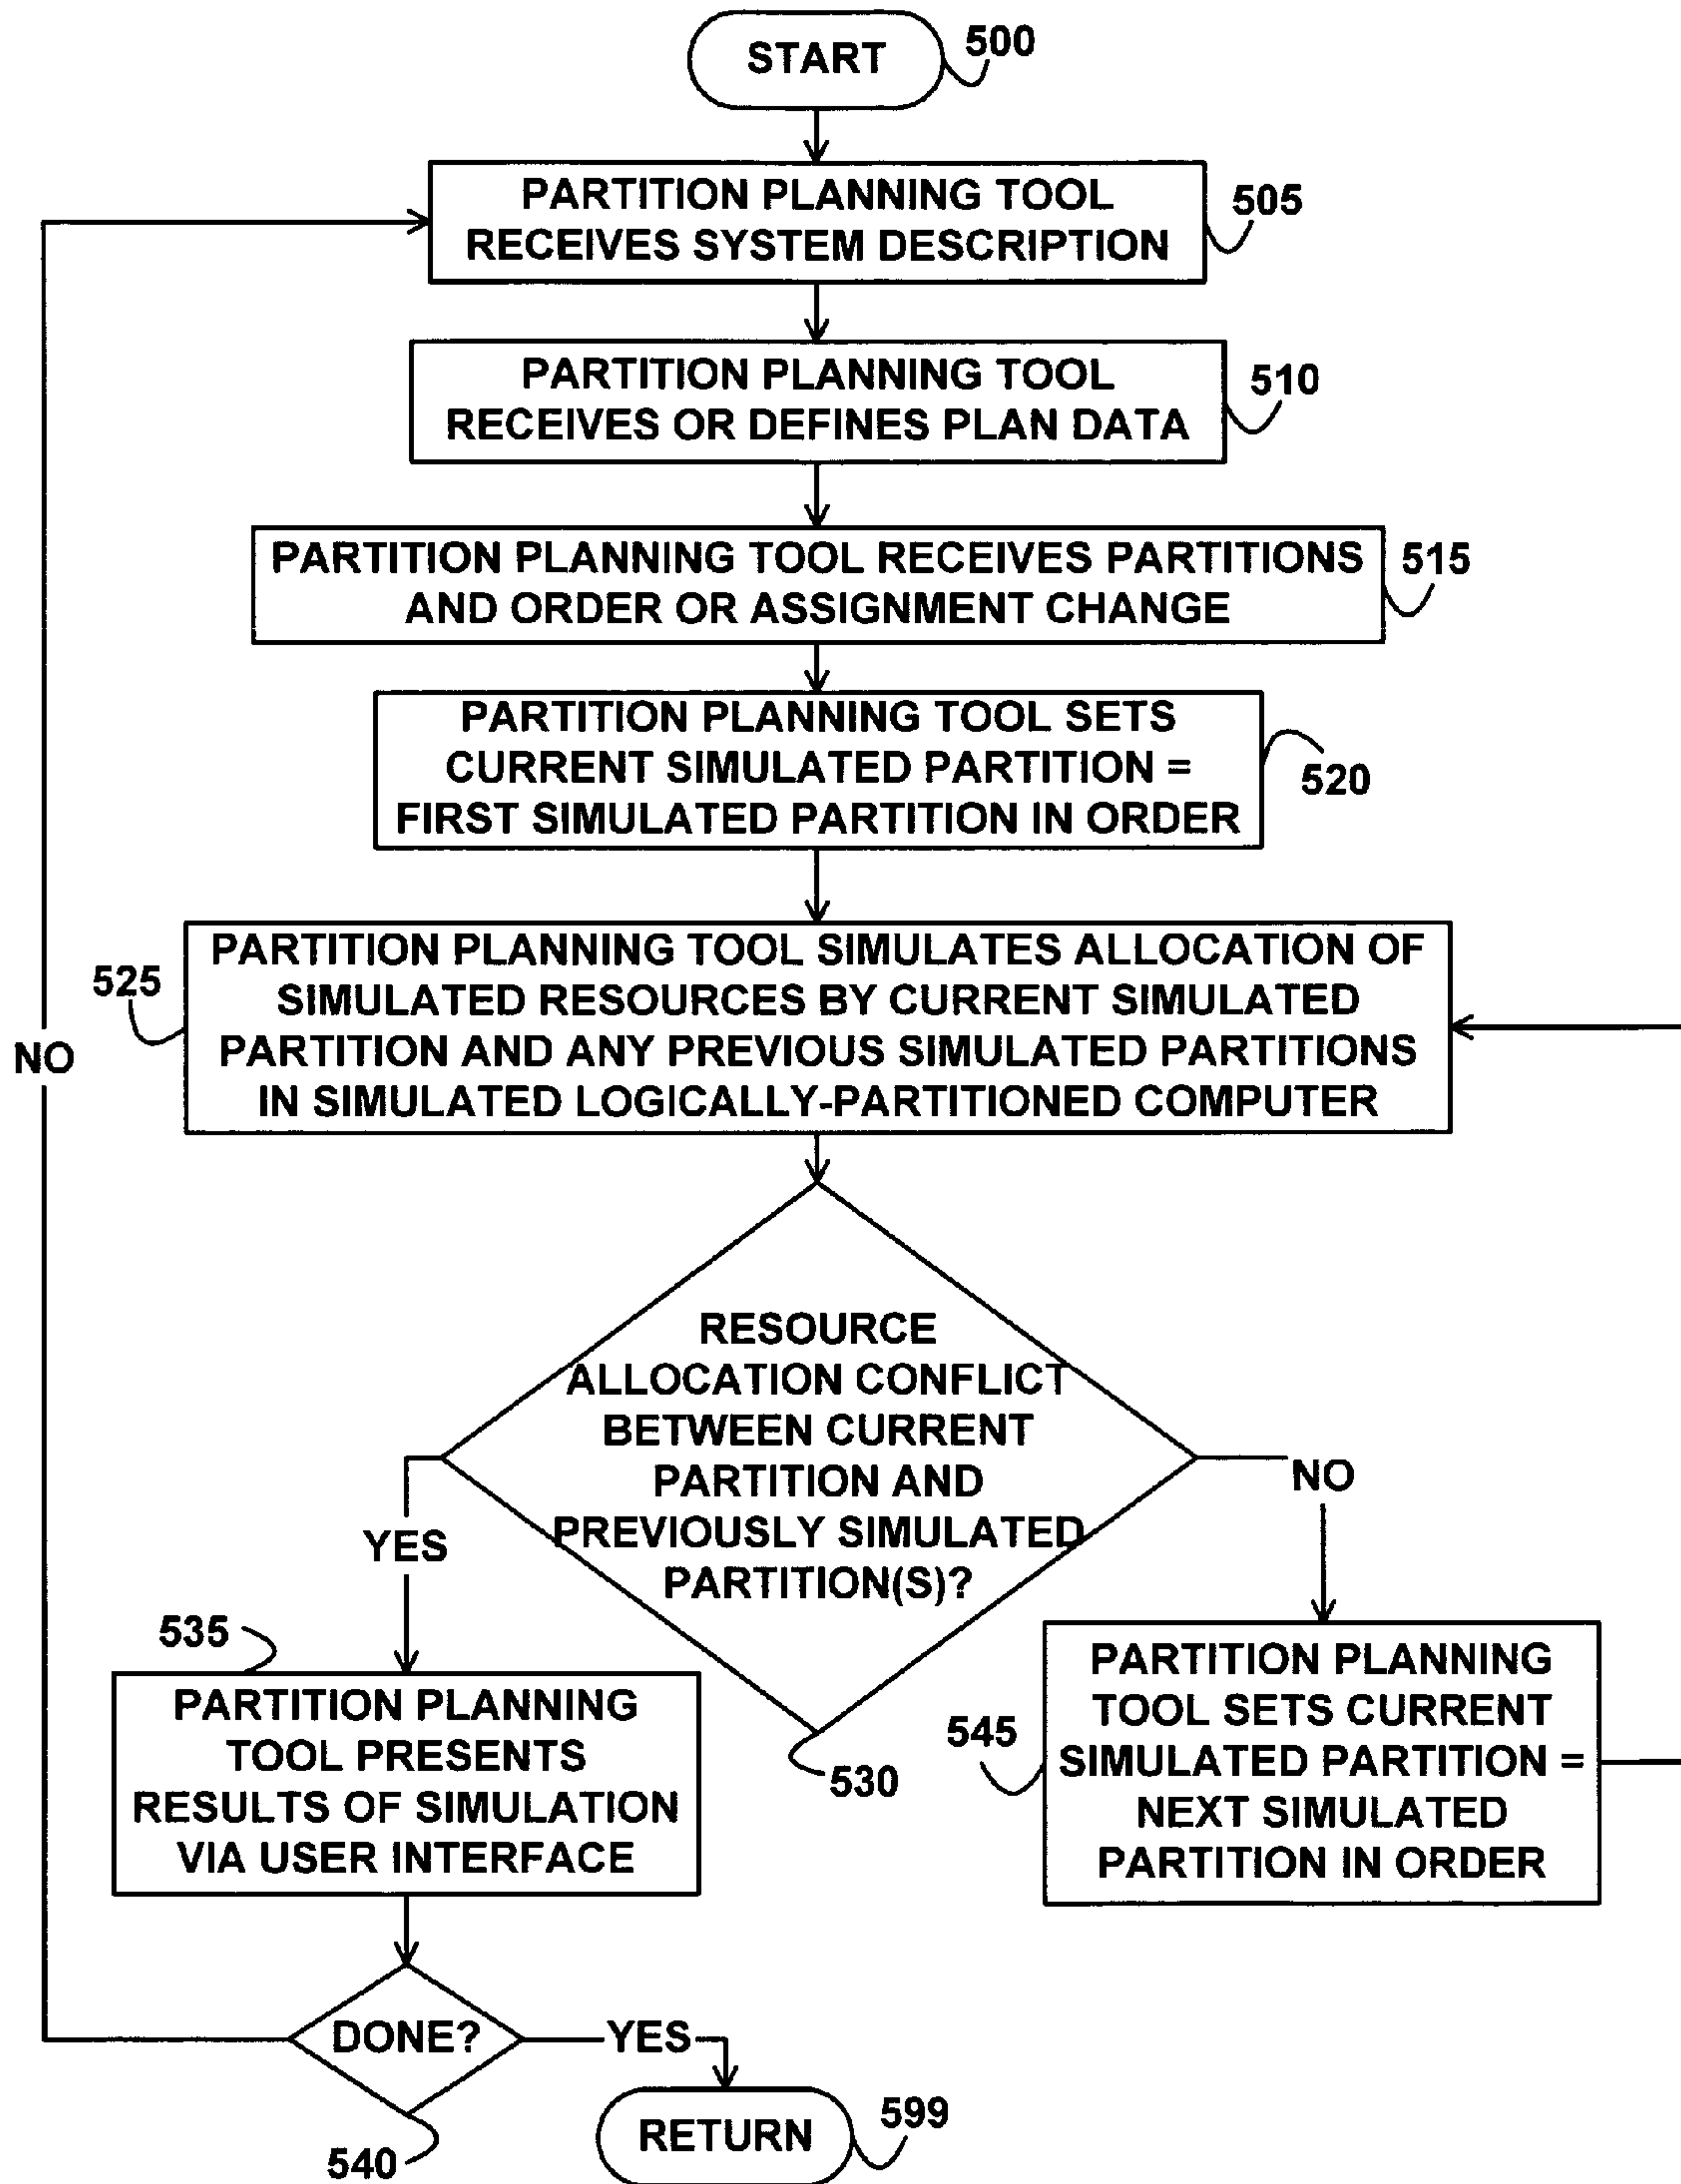 START
500
PARTITION PLANNING TOOL
RECEIVES SYSTEM DESCRIPTION
505
PARTITION PLANNING TOOL
RECEIVES OR DEFINES PLAN DATA
510
PARTITION PLANNING TOOL RECEIVES PARTITIONS
AND ORDER OR ASSIGNMENT CHANGE
515
PARTITION PLANNING TOOL SETS
CURRENT SIMULATED PARTITION =
FIRST SIMULATED PARTITION IN ORDER
520
PARTITION PLANNING TOOL SIMULATES ALLOCATION OF
SIMULATED RESOURCES BY CURRENT SIMULATED
PARTITION AND ANY PREVIOUS SIMULATED PARTITIONS
IN SIMULATED LOGICALLY-PARTITIONED COMPUTER
525
NO
RESOURCE
ALLOCATION CONFLICT
BETWEEN CURRENT
PARTITION AND
PREVIOUSLY SIMULATED
PARTITION(S)?
530
YES
NO
535
PARTITION PLANNING
TOOL PRESENTS
RESULTS OF SIMULATION
VIA USER INTERFACE
545
PARTITION PLANNING
TOOL SETS CURRENT
SIMULATED PARTITION =
NEXT SIMULATED
PARTITION IN ORDER
DONE?
540
YES
RETURN
599